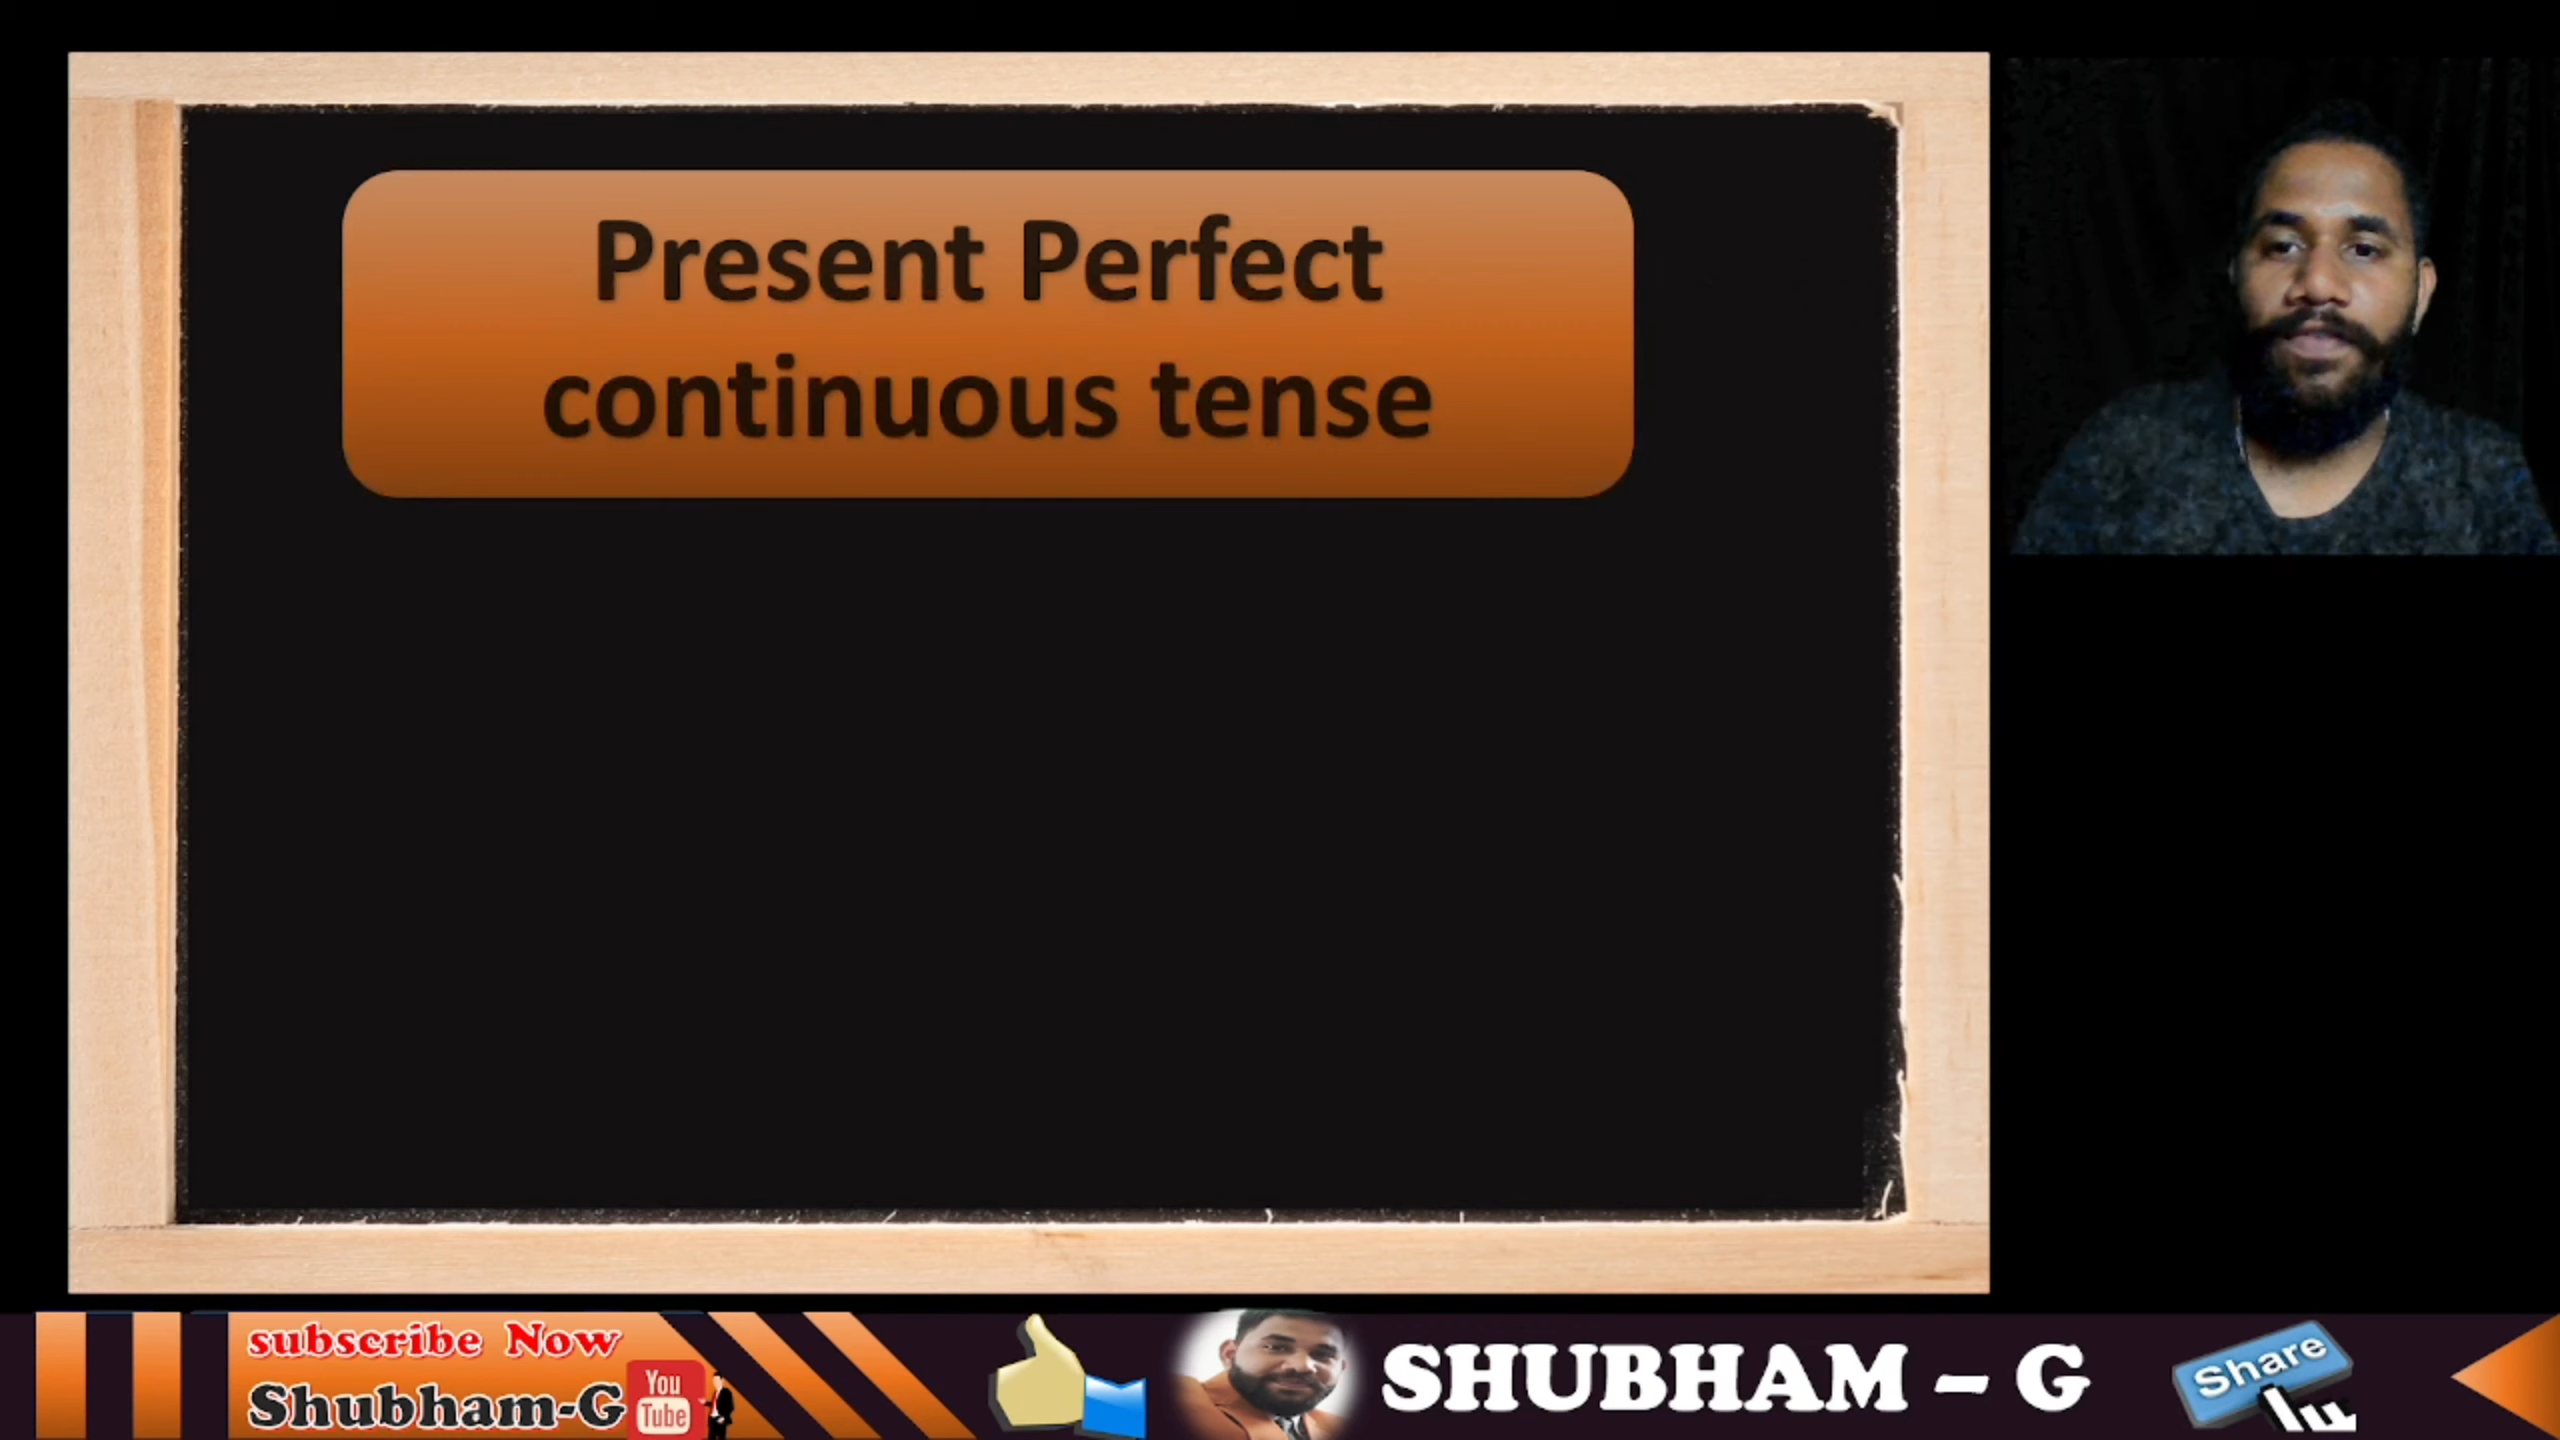 Present Perfect
continuous tense
subscribe Now
Shubham-G
You
Tube
SHUBHAM – G
Share